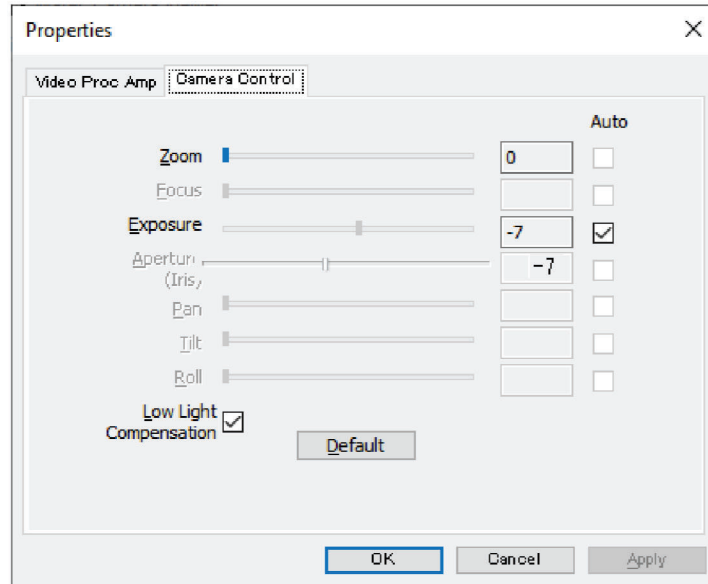 Properties
Video Proc Amp Camera Control
Auto
Zoom 0
Focus
Exposure -7
Aperture
(Iris) -7
Pan
Tilt
Roll
Low Light
Compensation
Default
OK Cancel Apply